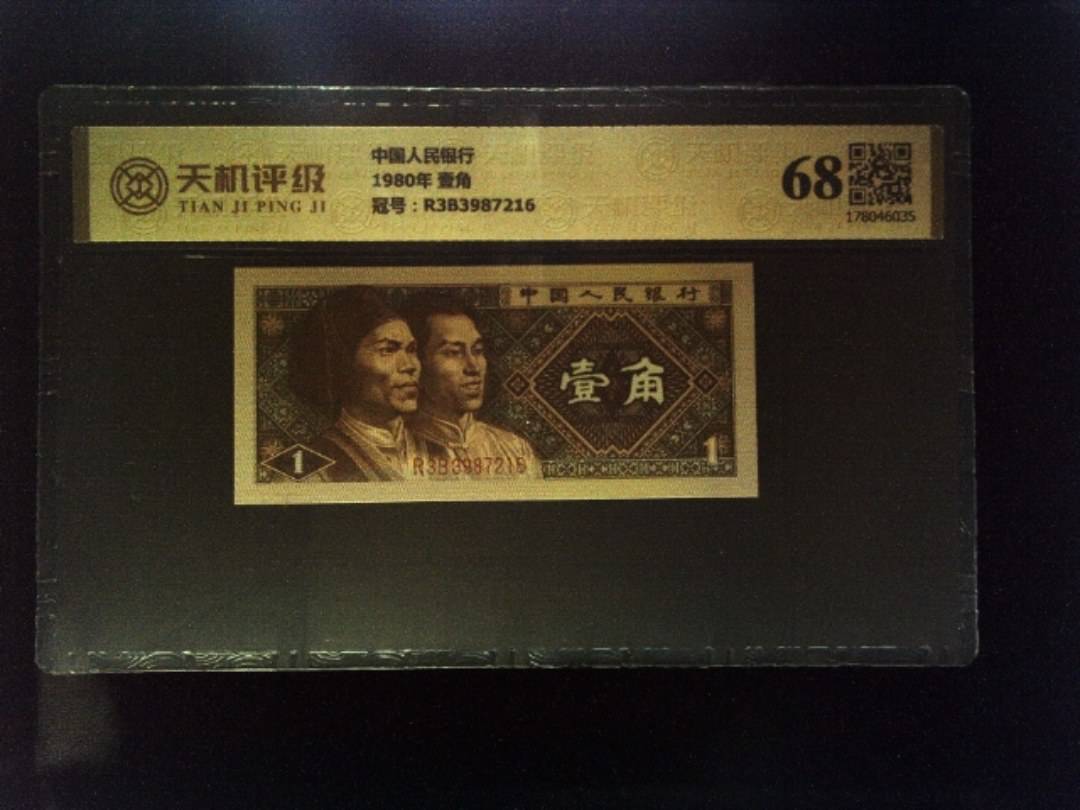 天机评级
TIAN JI PING JI
中国人民银行
1980年 壹角
冠号：R3B3987216
68
178046035
中国人民银行
壹角
1
R3B3987216
1